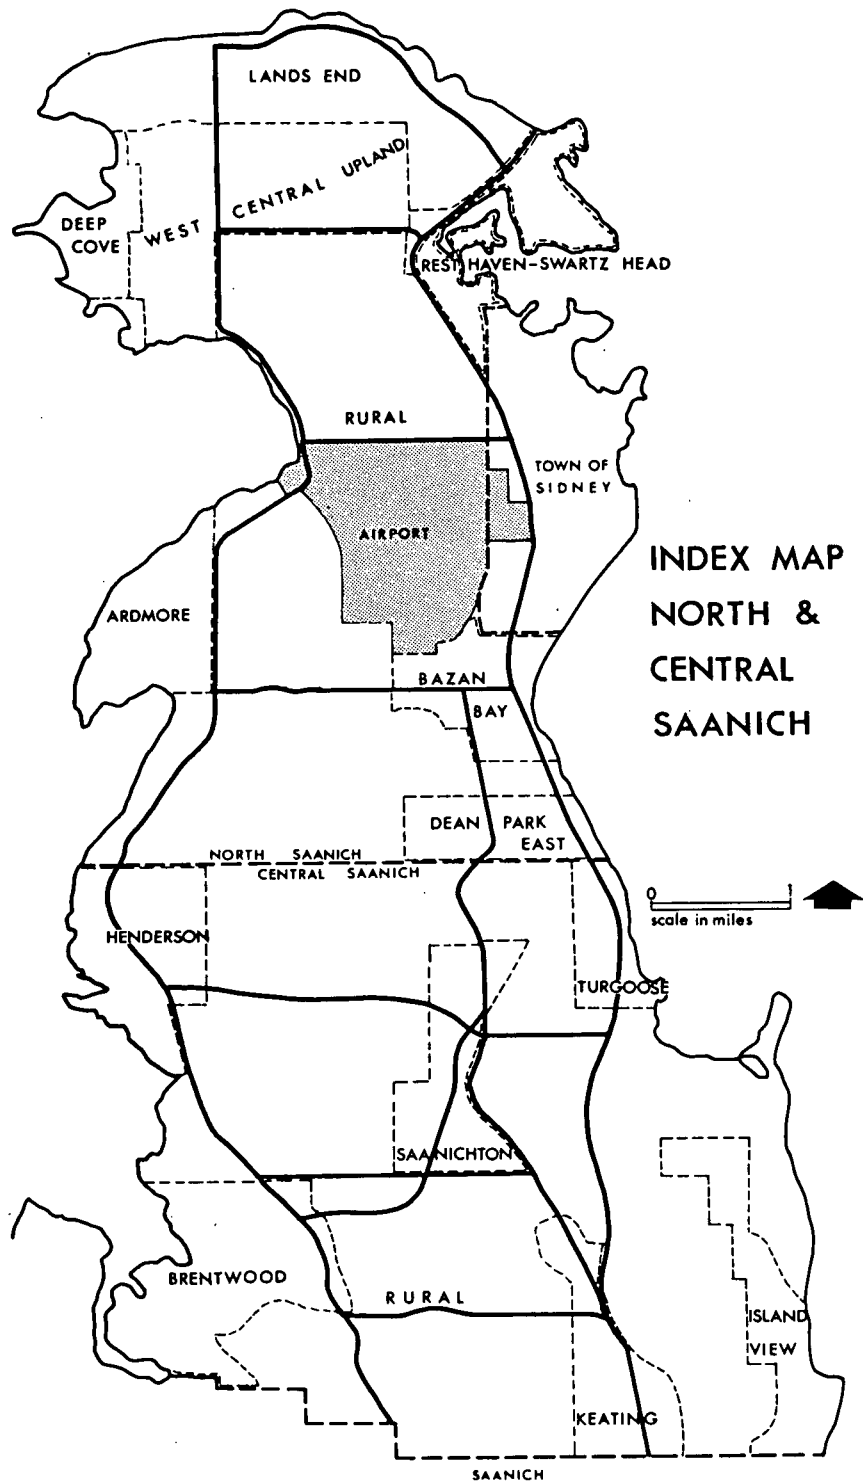 LANDS END
WEST CENTRAL UPLAND
DEEP
COVE
REST HAVEN-SWARTZ HEAD
RURAL
TOWN OF
SIDNEY
AIRPORT
INDEX MAP
NORTH &
CENTRAL
SAANICH
ARDMORE
BAZAN
BAY
DEAN PARK
EAST
NORTH SAANICH
CENTRAL SAANICH
0 1
scale in miles
HENDERSON
TURGOOSE
SAANICHTON
BRENTWOOD
RURAL
ISLAND
VIEW
KEATING
SAANICH